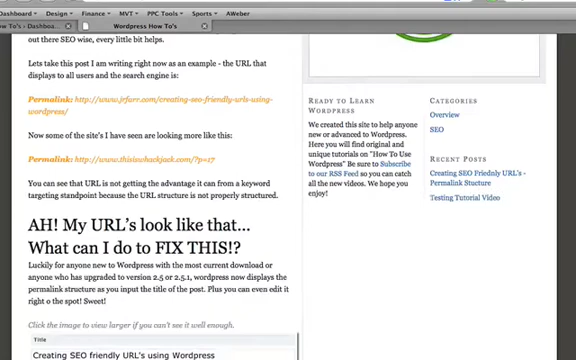 Dashboard Design Finance MVT PPC Tools Sports AWeber
ow To's › Dashboa...
Wordpress How To's
out there SEO wise, every little bit helps.
Lets take this post I am writing right now as an example - the URL that
displays to all users and the search engine is:
Permalink: http://www.jrfarr.com/creating-seo-friendly-urls-using-
wordpress/
Now some of the site's I have seen are looking more like this:
Permalink: http://www.thisiswhackjack.com/?p=17
You can see that URL is not getting the advantage it can from a keyword
targeting standpoint because the URL structure is not properly structured.
AH! My URL's look like that...
What can I do to FIX THIS!?
Luckily for anyone new to Wordpress with the most current download or
anyone who has upgraded to version 2.5 or 2.5.1, wordpress now displays the
permalink structure as you input the title of the post. Plus you can even edit it
right o the spot! Sweet!
Click the image to view larger if you can't see it well enough.
Title
Creating SEO friendly URL's using Wordpress
Ready to Learn
Wordpress
We created this site to help anyone
new or advanced to Wordpress.
Here you will find original and
unique tutorials on "How To Use
Wordpress" Be sure to Subscribe
to our RSS Feed so you can catch
all the new videos. We hope you
enjoy!
Categories
Overview
SEO
Recent Posts
Creating SEO Friednly URL's -
Permalink Stucture
Testing Tutorial Video